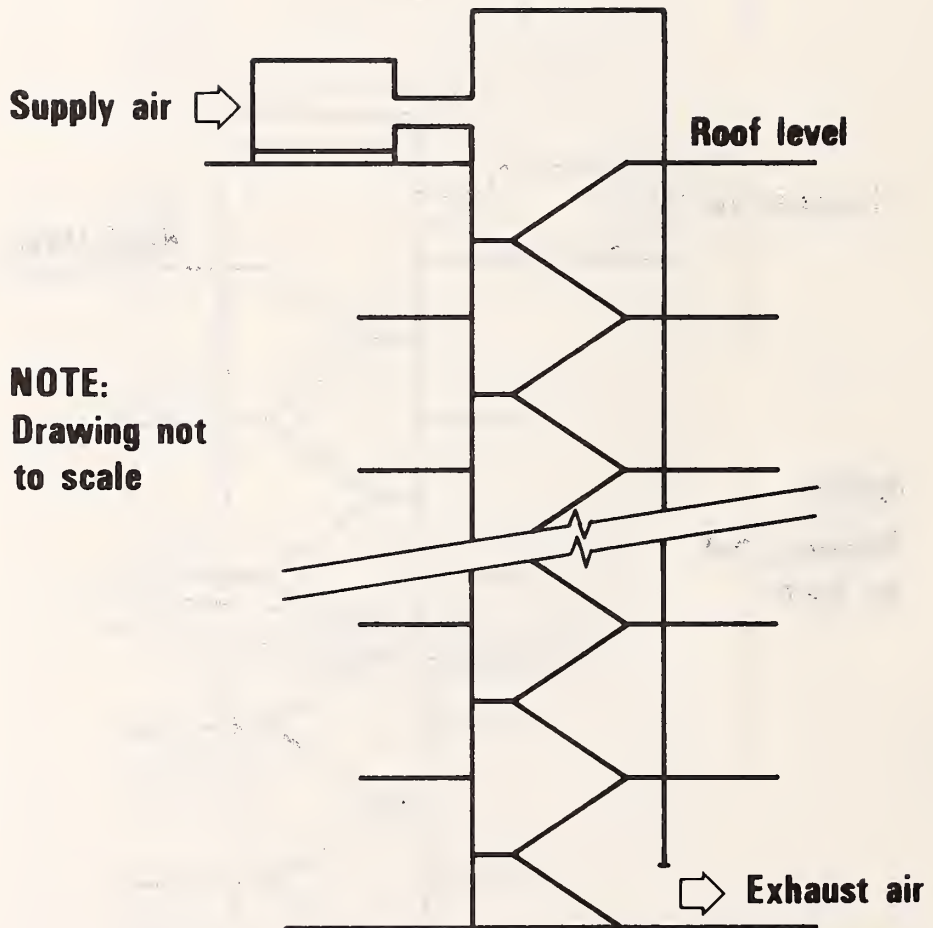 Supply air
Roof level
NOTE:
Drawing not
to scale
Exhaust air